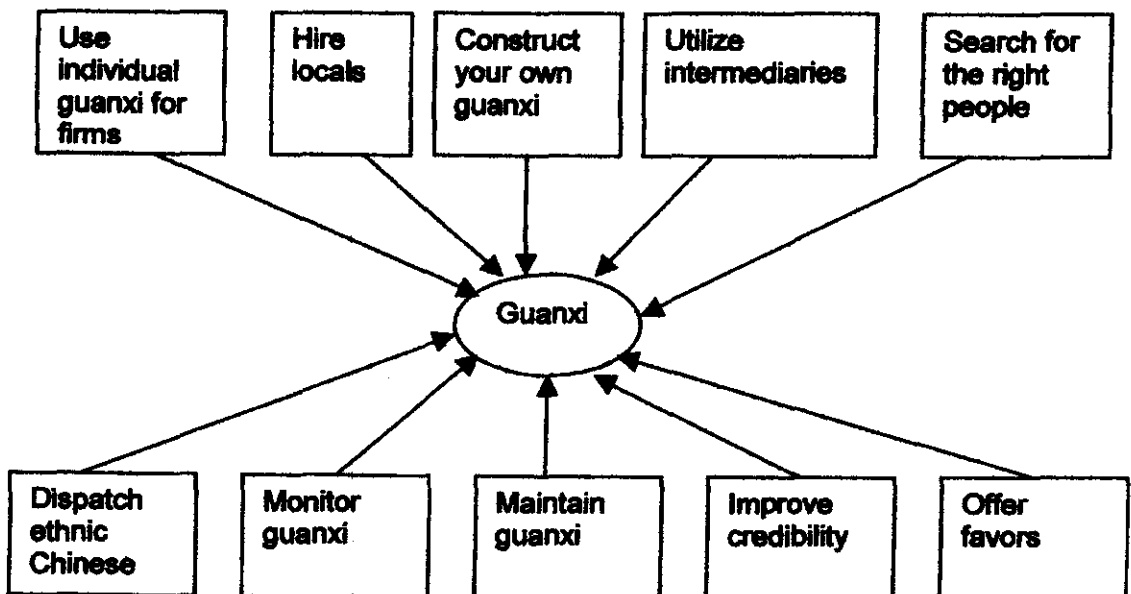 Use
individual
guanxi for
firms
Hire
locals
Construct
your own
guanxi
Utilize
intermediaries
Search for
the right
people
Guanxi
Dispatch
ethnic
Chinese
Monitor
guanxi
Maintain
guanxi
Improve
credibility
Offer
favors